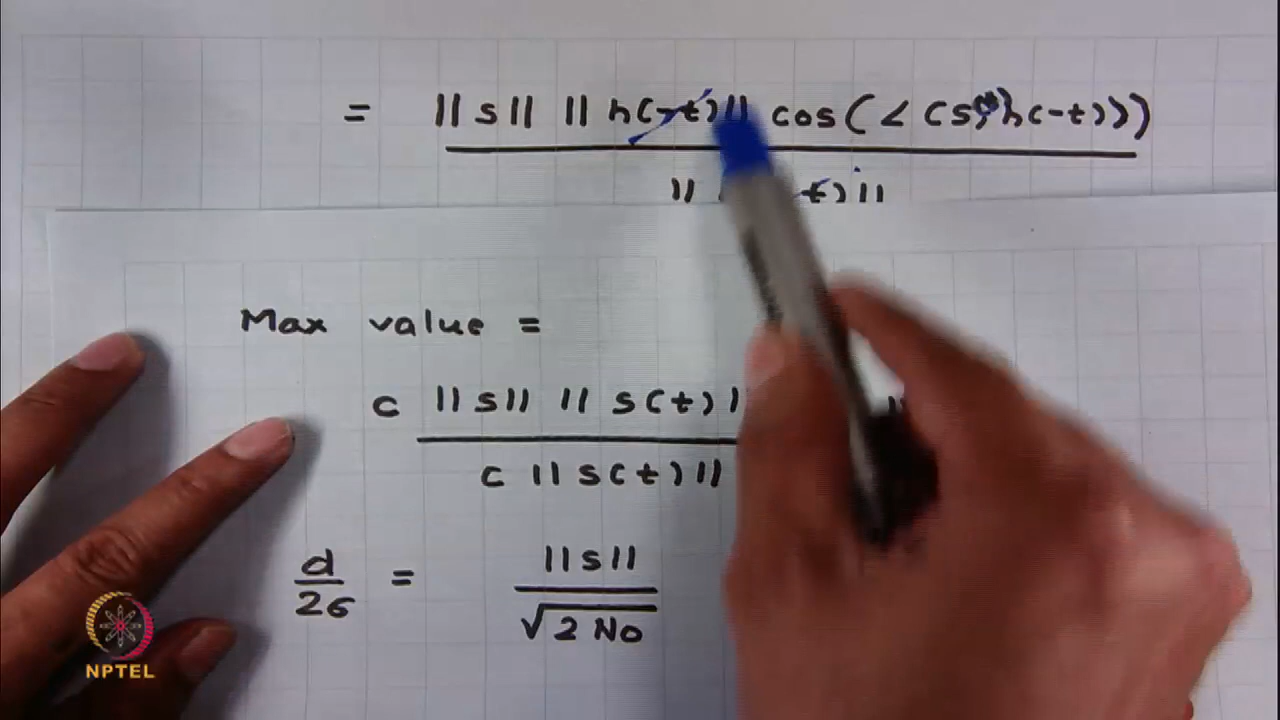 = || s || || h(-t) || cos(∠(s(t), h(-t)))
|| t) ||
Max value =
c || s || || s(t) |
c || s(t) ||
d = || s ||
2σ √2 No
NPTEL